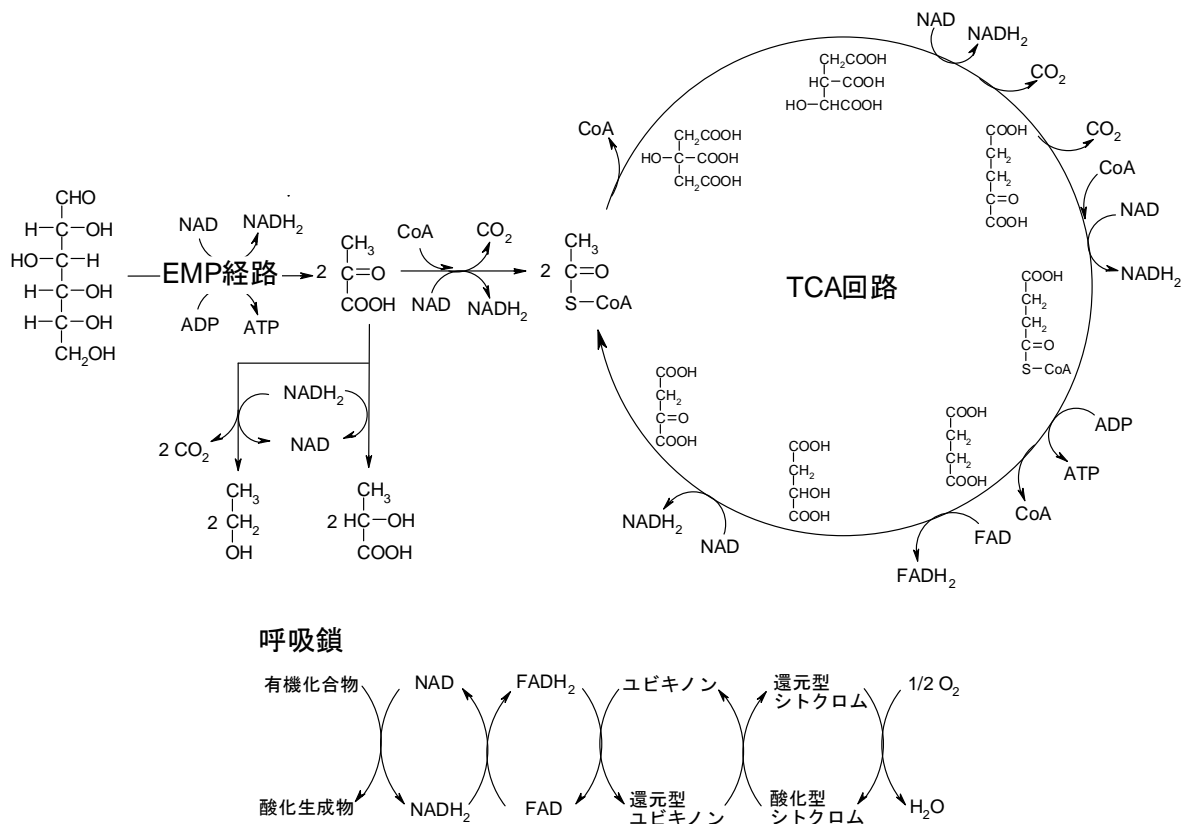 NAD
NADH2
CO2
CH2COOH
HC-COOH
HO-CHCOOH
CoA
CH2COOH
HO-C-COOH
CH2COOH
COOH
CH2
CH2
C=O
COOH
CO2
CoA
NAD
NADH2
CHO
H-C-OH
HO-C-H
H-C-OH
H-C-OH
CH2OH
NAD
NADH2
EMP経路
ADP
ATP
2
CH3
C=O
COOH
CoA
CO2
NAD
NADH2
2
CH3
C=O
S-CoA
TCA回路
COOH
CH2
CH2
C=O
S-CoA
ADP
ATP
CoA
COOH
CH2
CH2
COOH
FAD
FADH2
COOH
CH2
CHOH
COOH
NAD
NADH2
COOH
CH2
C=O
COOH
NADH2
2 CO2
NAD
CH3
2 CH2
OH
CH3
2 HC-OH
COOH
呼吸鎖
有機化合物
NAD
FADH2
ユビキノン
還元型
シトクロム
1/2 O2
酸化生成物
NADH2
FAD
還元型
ユビキノン
酸化型
シトクロム
H2O